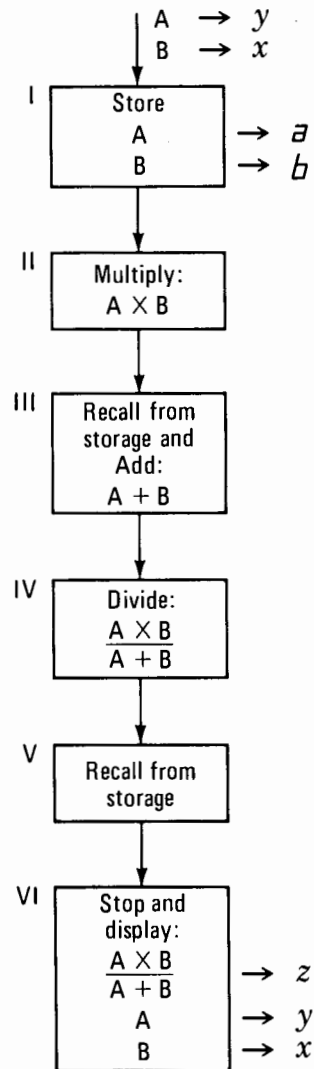 A → y
B → x
I
Store
A → a
B → b
II
Multiply:
A × B
III
Recall from
storage and
Add:
A + B
IV
Divide:
A × B
A + B
V
Recall from
storage
VI
Stop and
display:
A × B
A + B → z
A → y
B → x